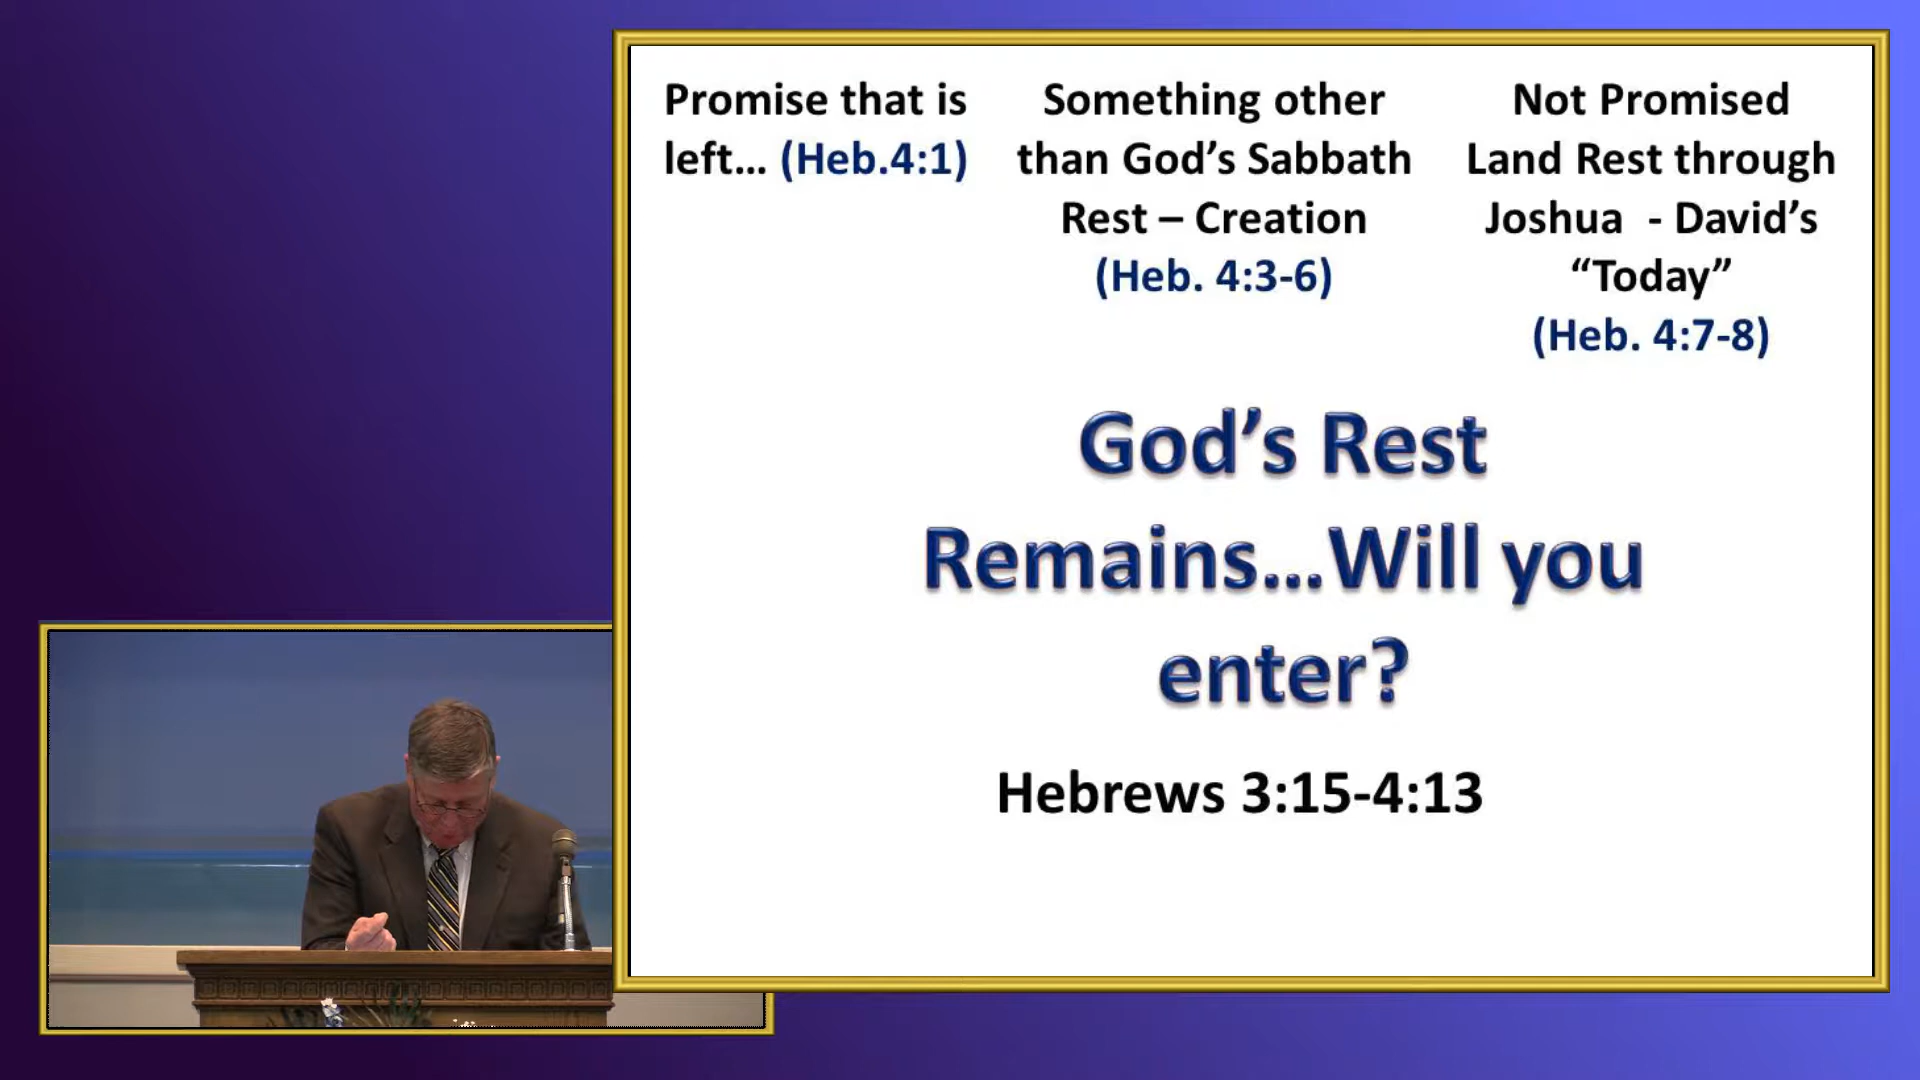 Promise that is
left... (Heb.4:1)
Something other
than God's Sabbath
Rest – Creation
(Heb. 4:3-6)
Not Promised
Land Rest through
Joshua - David's
“Today”
(Heb. 4:7-8)
God's Rest
Remains...Will you
enter?
Hebrews 3:15-4:13